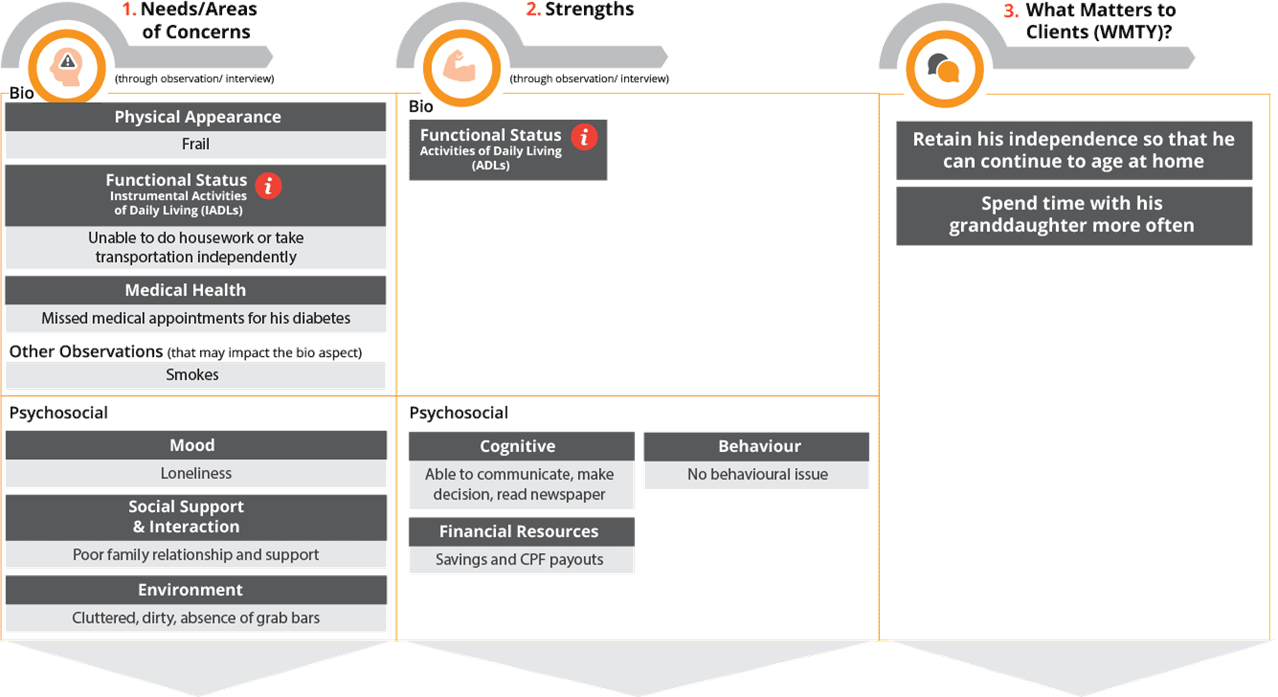 1. Needs/Areas
of Concerns
(through observation/ interview)
Bio
Physical Appearance
Frail
Functional Status
Instrumental Activities
of Daily Living (IADLs)
i
Unable to do housework or take
transportation independently
Medical Health
Missed medical appointments for his diabetes
Other Observations (that may impact the bio aspect)
Smokes
Psychosocial
Mood
Loneliness
Social Support
& Interaction
Poor family relationship and support
Environment
Cluttered, dirty, absence of grab bars
2. Strengths
(through observation/ interview)
Bio
Functional Status
Activities of Daily Living
(ADLs)
i
Psychosocial
Cognitive
Able to communicate, make
decision, read newspaper
Behaviour
No behavioural issue
Financial Resources
Savings and CPF payouts
3. What Matters to
Clients (WMTY)?
Retain his independence so that he
can continue to age at home
Spend time with his
granddaughter more often